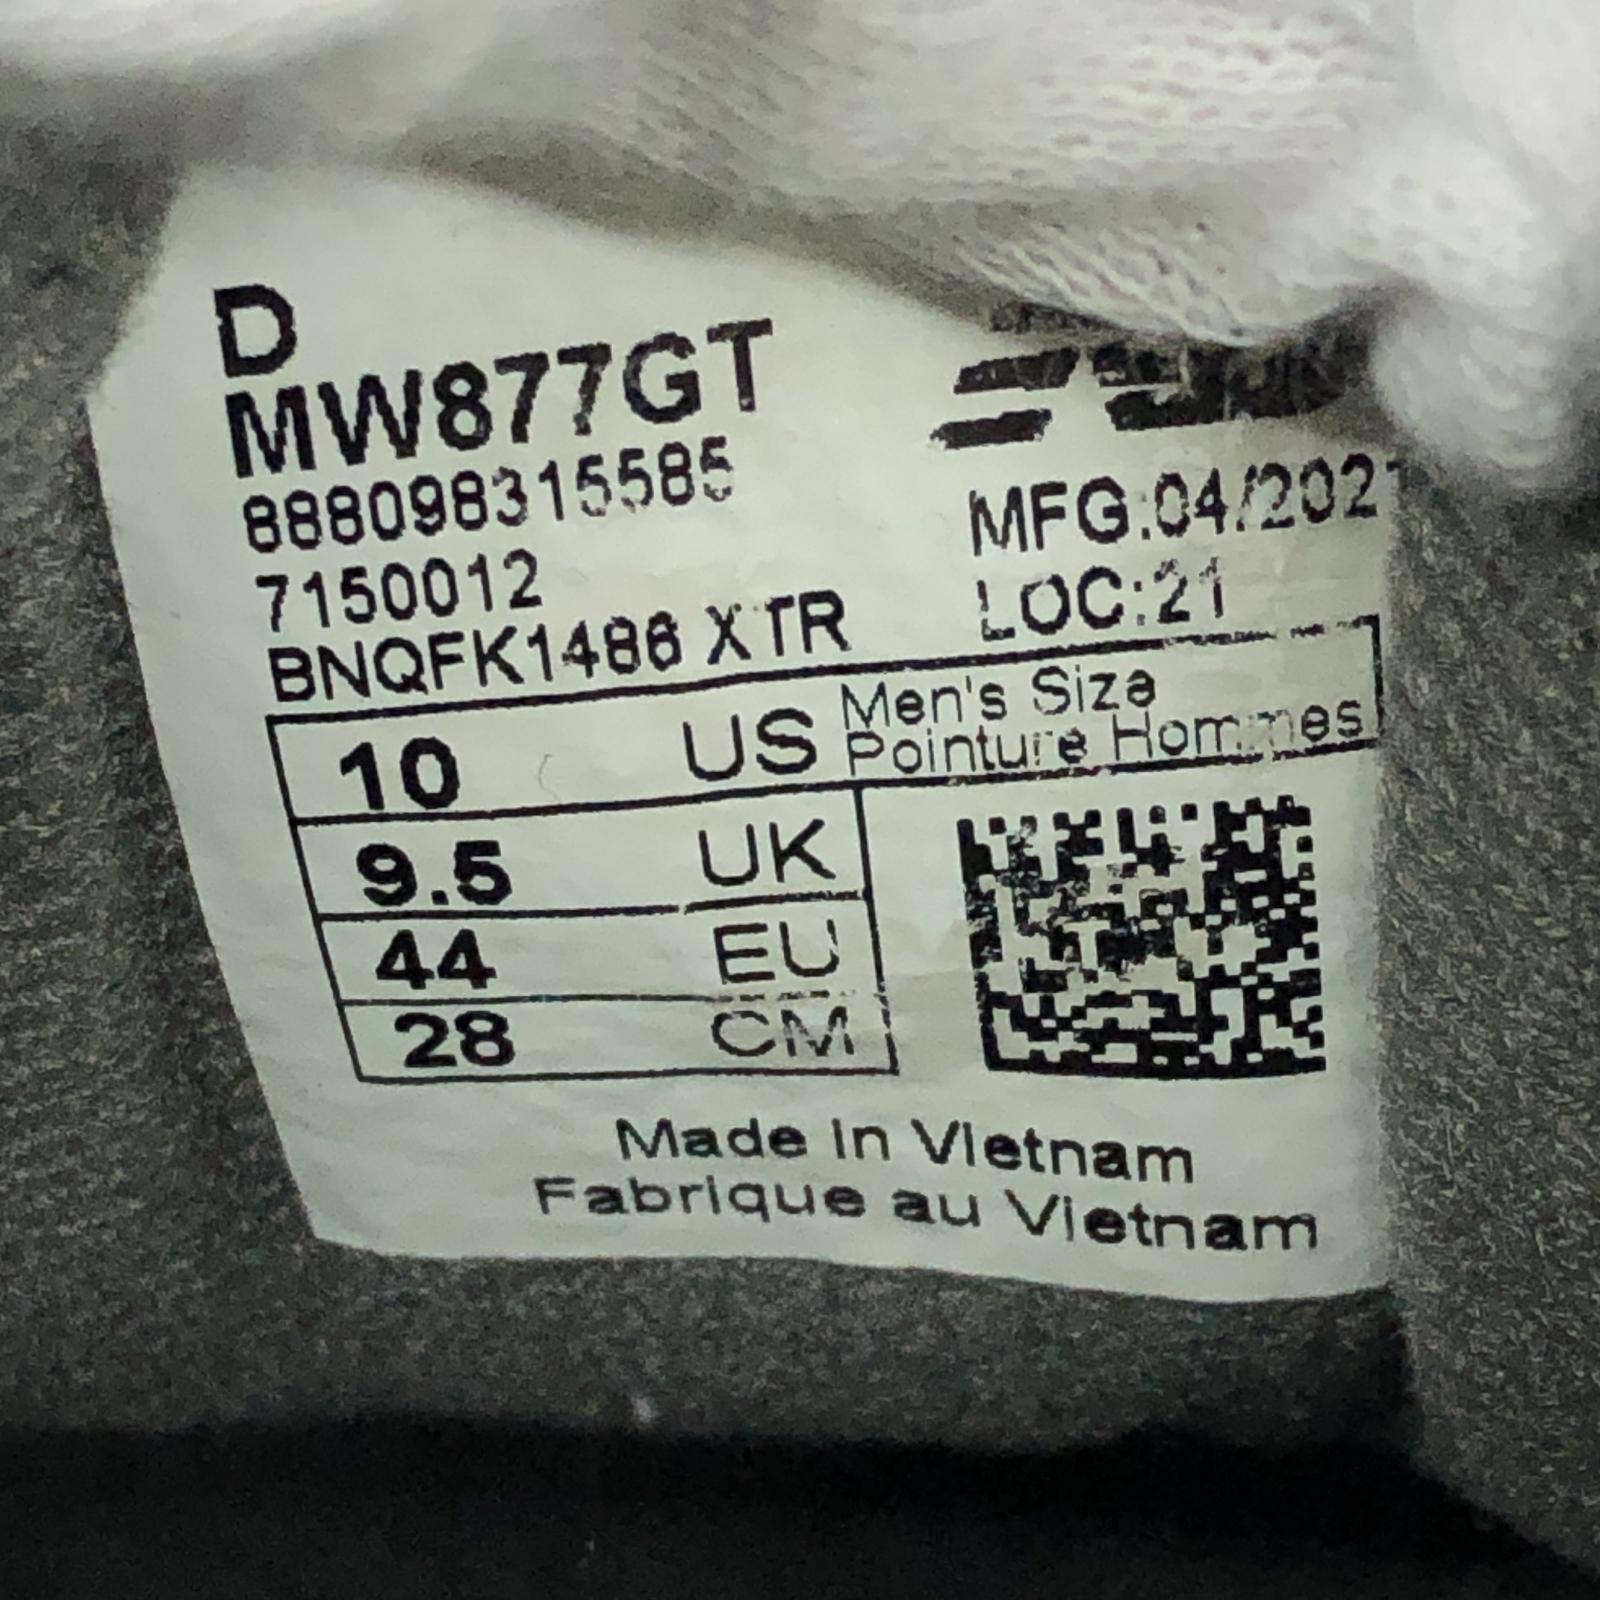 D
MW877GT
888098315585
7150012
BNQFK1486 XTR
MFG:04/2021
LOC:21
10 US Men's Size
Pointure Hommes
9.5 UK
44 EU
28 CM
Made In Vietnam
Fabrique au Vietnam